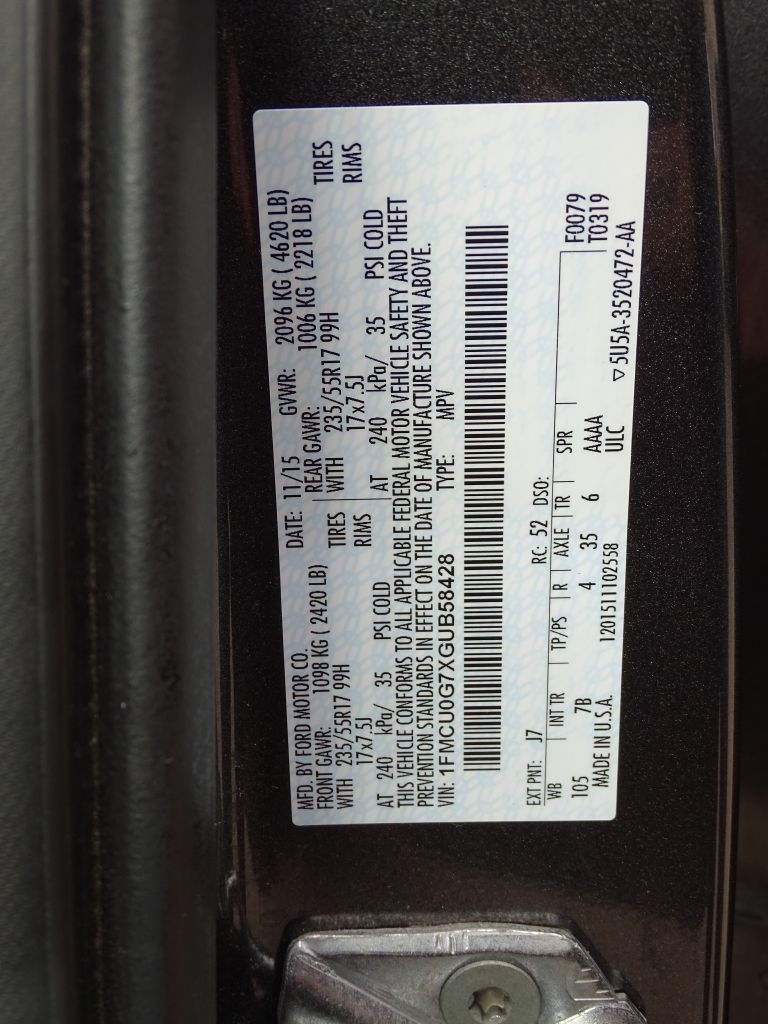 MFD. BY FORD MOTOR CO. DATE: 11/15 GVWR: 2096 KG ( 4620 LB)
FRONT GAWR: 1098 KG ( 2420 LB) REAR GAWR: 1006 KG ( 2218 LB)
WITH 235/55R17 99H TIRES WITH 235/55R17 99H TIRES
17x7.5J RIMS 17x7.5J RIMS
AT 240 kPa/ 35 PSI COLD AT 240 kPa/ 35 PSI COLD
THIS VEHICLE CONFORMS TO ALL APPLICABLE FEDERAL MOTOR VEHICLE SAFETY AND THEFT
PREVENTION STANDARDS IN EFFECT ON THE DATE OF MANUFACTURE SHOWN ABOVE.
VIN: 1FMCU0G7XGUB58428 TYPE: MPV
EXT PNT: J7 RC: 52 DSO: F0079
WB INT TR TP/PS R AXLE TR SPR T0319
105 7B 4 35 6 AAAA
MADE IN U.S.A. 1201511102558 ULC ▽5U5A-3520472-AA